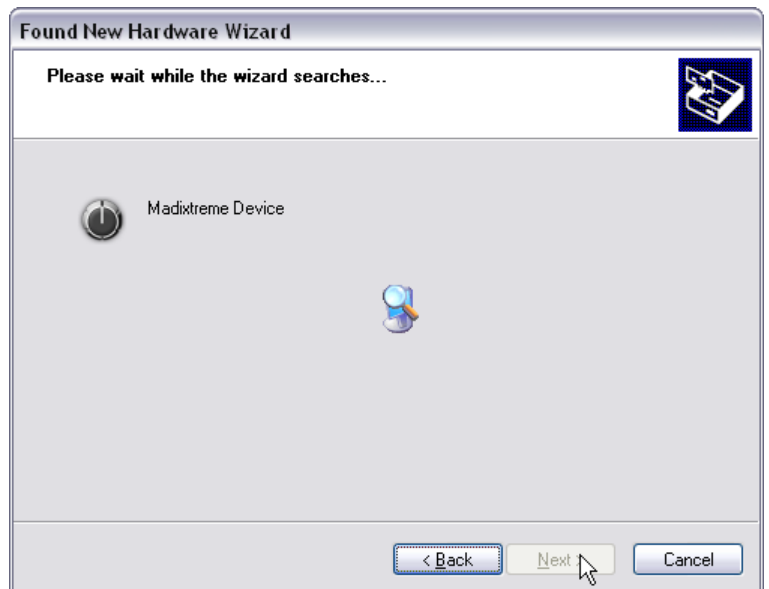 Found New Hardware Wizard
Please wait while the wizard searches...
Madixtreme Device
< Back
Next >
Cancel